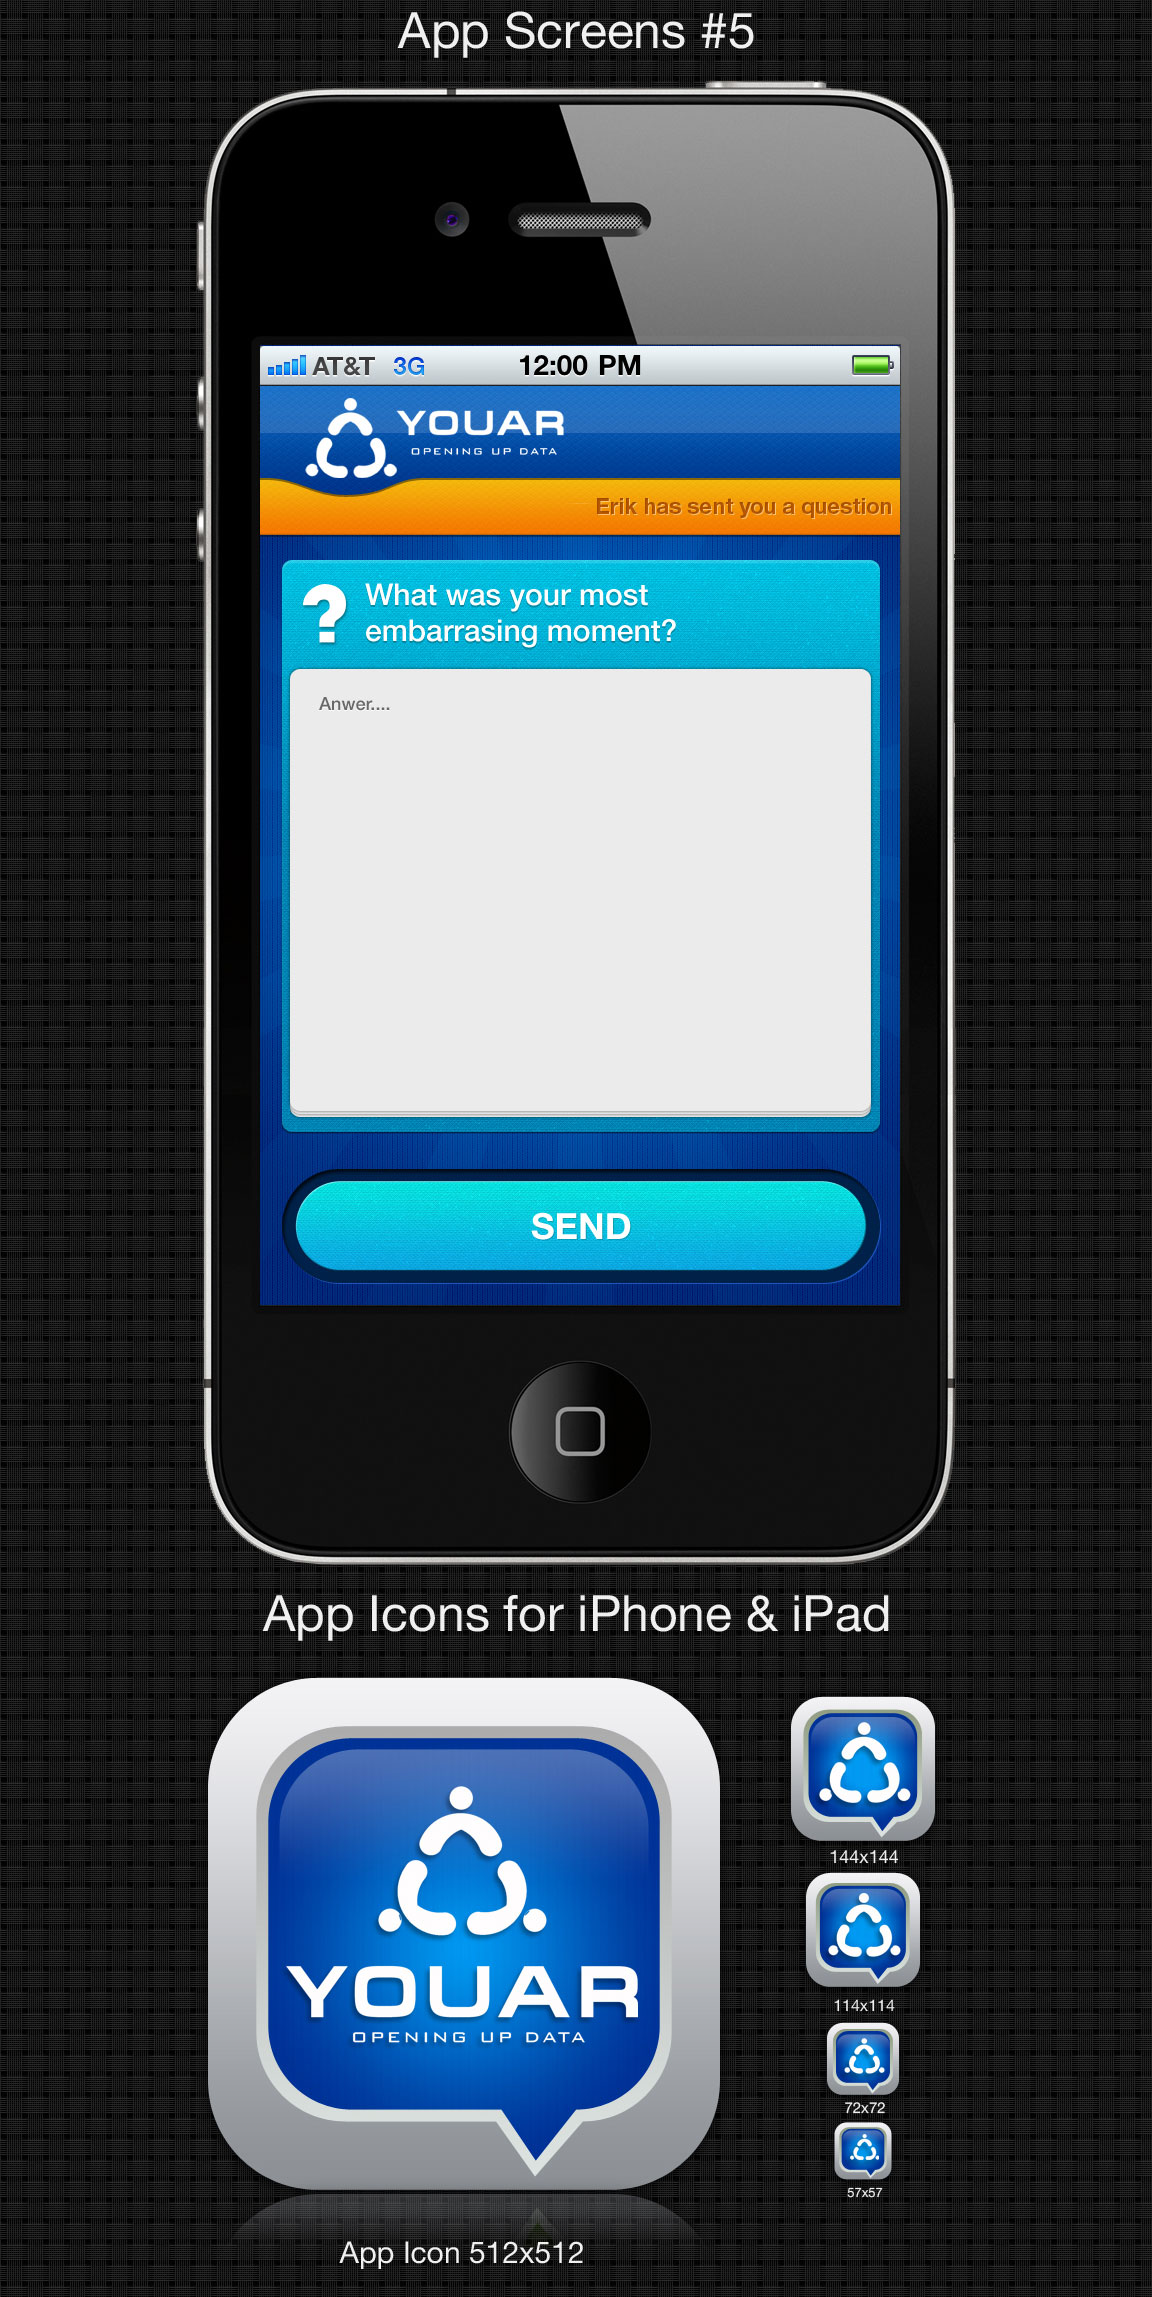 App Screens #5
AT&T 3G 12:00 PM
YOUAR
OPENING UP DATA
Erik has sent you a question
? What was your most
embarrasing moment?
Anwer....
SEND
App Icons for iPhone & iPad
YOUAR
OPENING UP DATA
App Icon 512x512
144x144
114x114
72x72
57x57